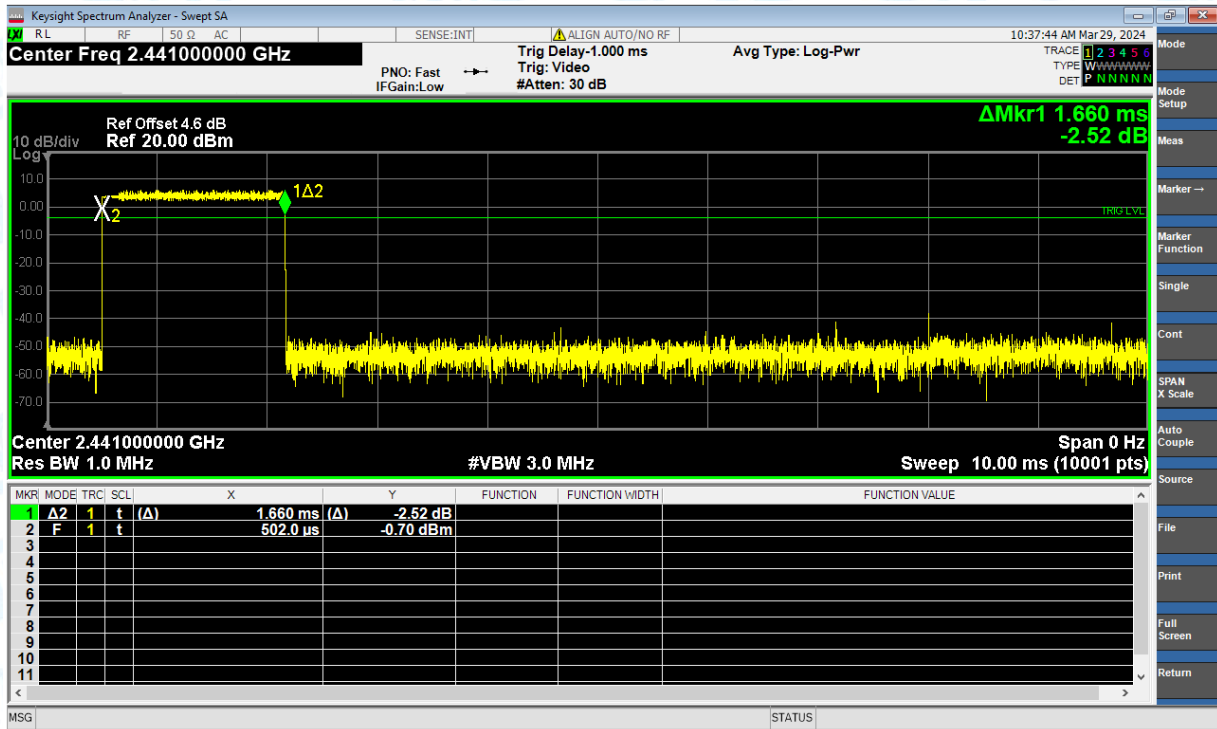 Keysight Spectrum Analyzer - Swept SA
LXI RL RF 50 Ω AC SENSE:INT ALIGN AUTO/NO RF 10:37:44 AM Mar 29, 2024
Center Freq 2.441000000 GHz
PNO: Fast
IFGain:Low
Trig Delay-1.000 ms
Trig: Video
#Atten: 30 dB
Avg Type: Log-Pwr
TRACE 1 2 3 4 5 6
TYPE WWWWWW
DET P N N N N N
ΔMkr1 1.660 ms
-2.52 dB
Ref Offset 4.6 dB
10 dB/div Ref 20.00 dBm
Log
10.0
0.00
-10.0
-20.0
-30.0
-40.0
-50.0
-60.0
-70.0
X2
1Δ2
TRIG LVL
Center 2.441000000 GHz Span 0 Hz
Res BW 1.0 MHz #VBW 3.0 MHz Sweep 10.00 ms (10001 pts)
MKR MODE TRC SCL X Y FUNCTION FUNCTION WIDTH FUNCTION VALUE
1 Δ2 1 t (Δ) 1.660 ms (Δ) -2.52 dB
2 F 1 t 502.0 µs -0.70 dBm
3
4
5
6
7
8
9
10
11
MSG STATUS
Mode
Mode
Setup
Meas
Marker →
Marker
Function
Single
Cont
SPAN
X Scale
Auto
Couple
Source
File
Print
Full
Screen
Return